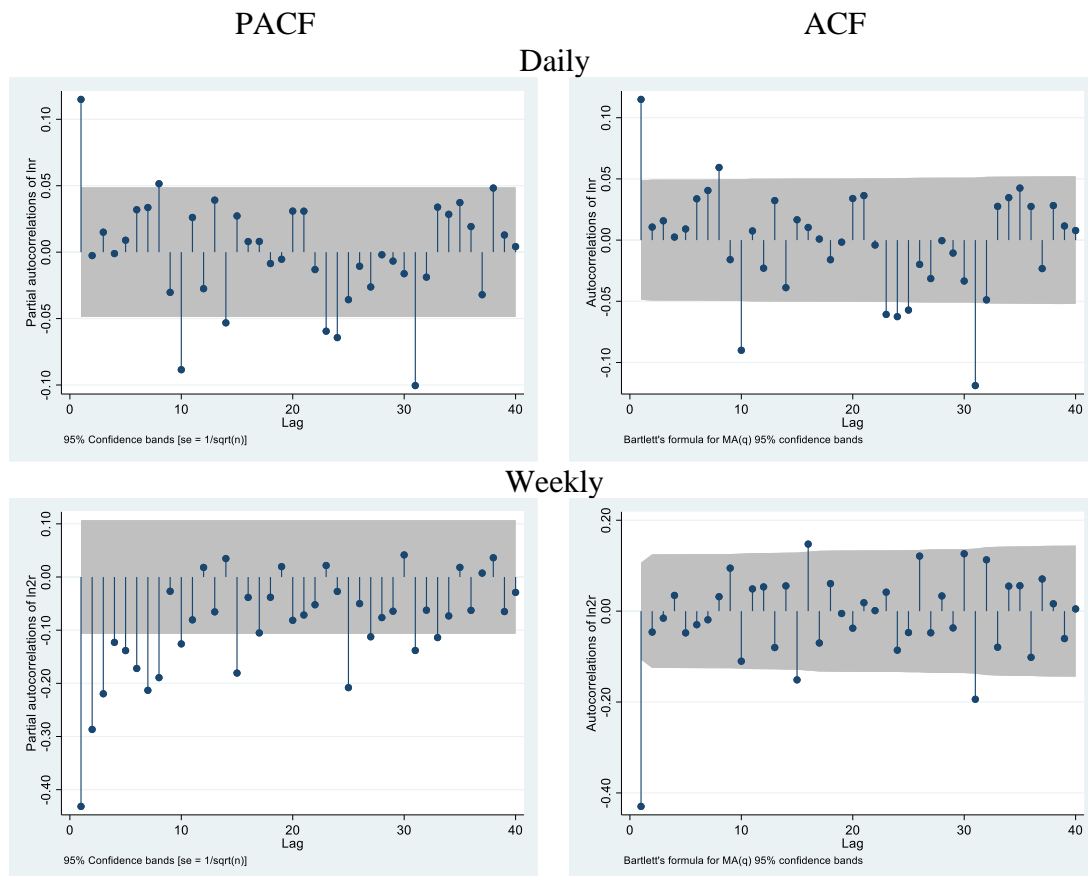 PACF
ACF
Daily
Partial autocorrelations of lnr
0.10
0.05
0.00
-0.05
-0.10
0
10
20
30
40
Lag
95% Confidence bands [se = 1/sqrt(n)]
Autocorrelations of lnr
0.10
0.05
0.00
-0.05
-0.10
0
10
20
30
40
Lag
Bartlett's formula for MA(q) 95% confidence bands
Weekly
Partial autocorrelations of ln2r
0.10
0.00
-0.10
-0.20
-0.30
-0.40
0
10
20
30
40
Lag
95% Confidence bands [se = 1/sqrt(n)]
Autocorrelations of ln2r
0.20
0.00
-0.20
-0.40
0
10
20
30
40
Lag
Bartlett's formula for MA(q) 95% confidence bands